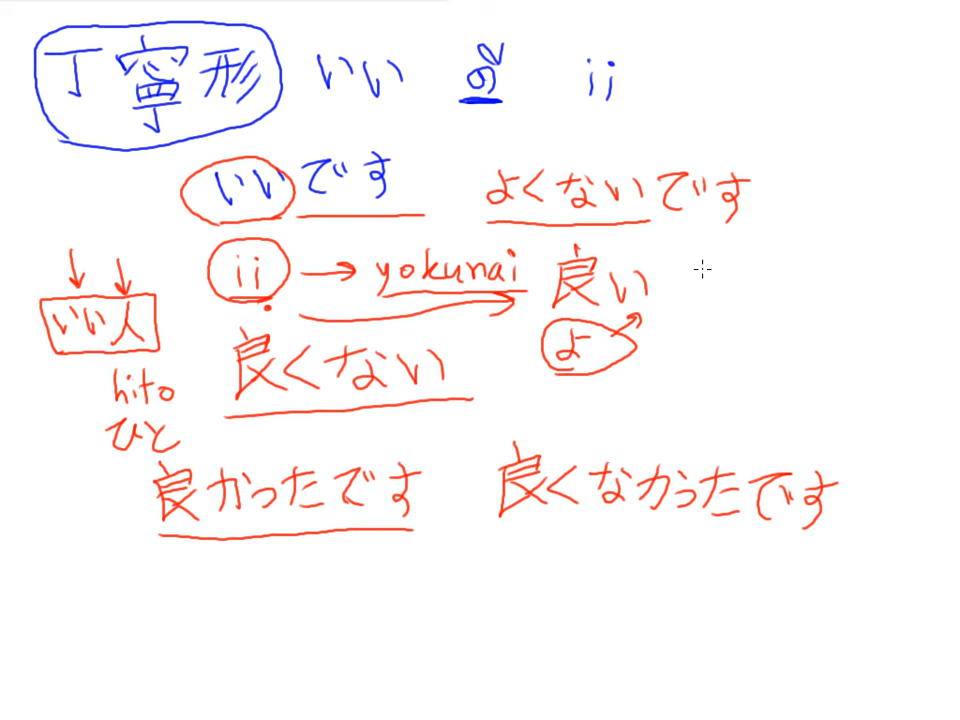 丁寧形 いい の ii
いいです よくないです
ii → yokunai 良い
いい人 よ
良くない
hito
ひと
良かったです 良くなかったです